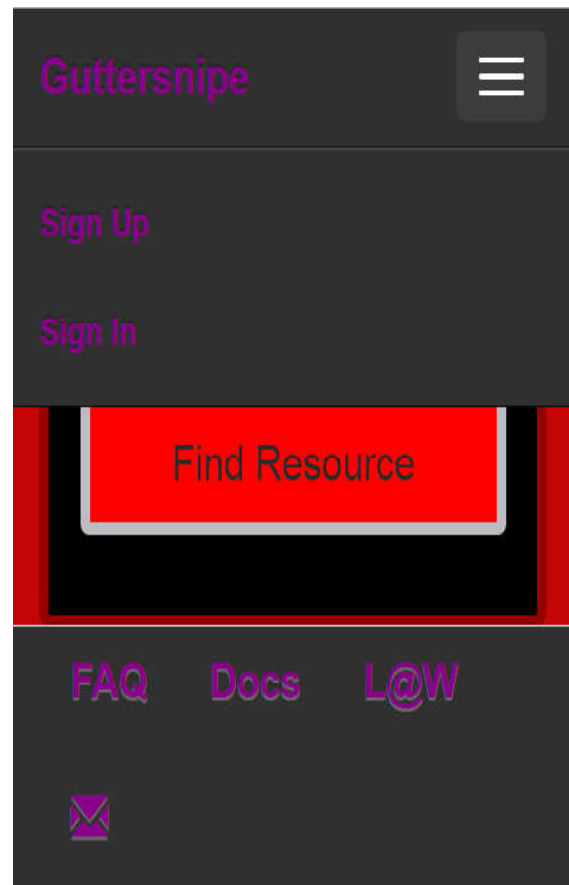 Guttersnipe
Sign Up
Sign In
Find Resource
FAQ Docs L@W